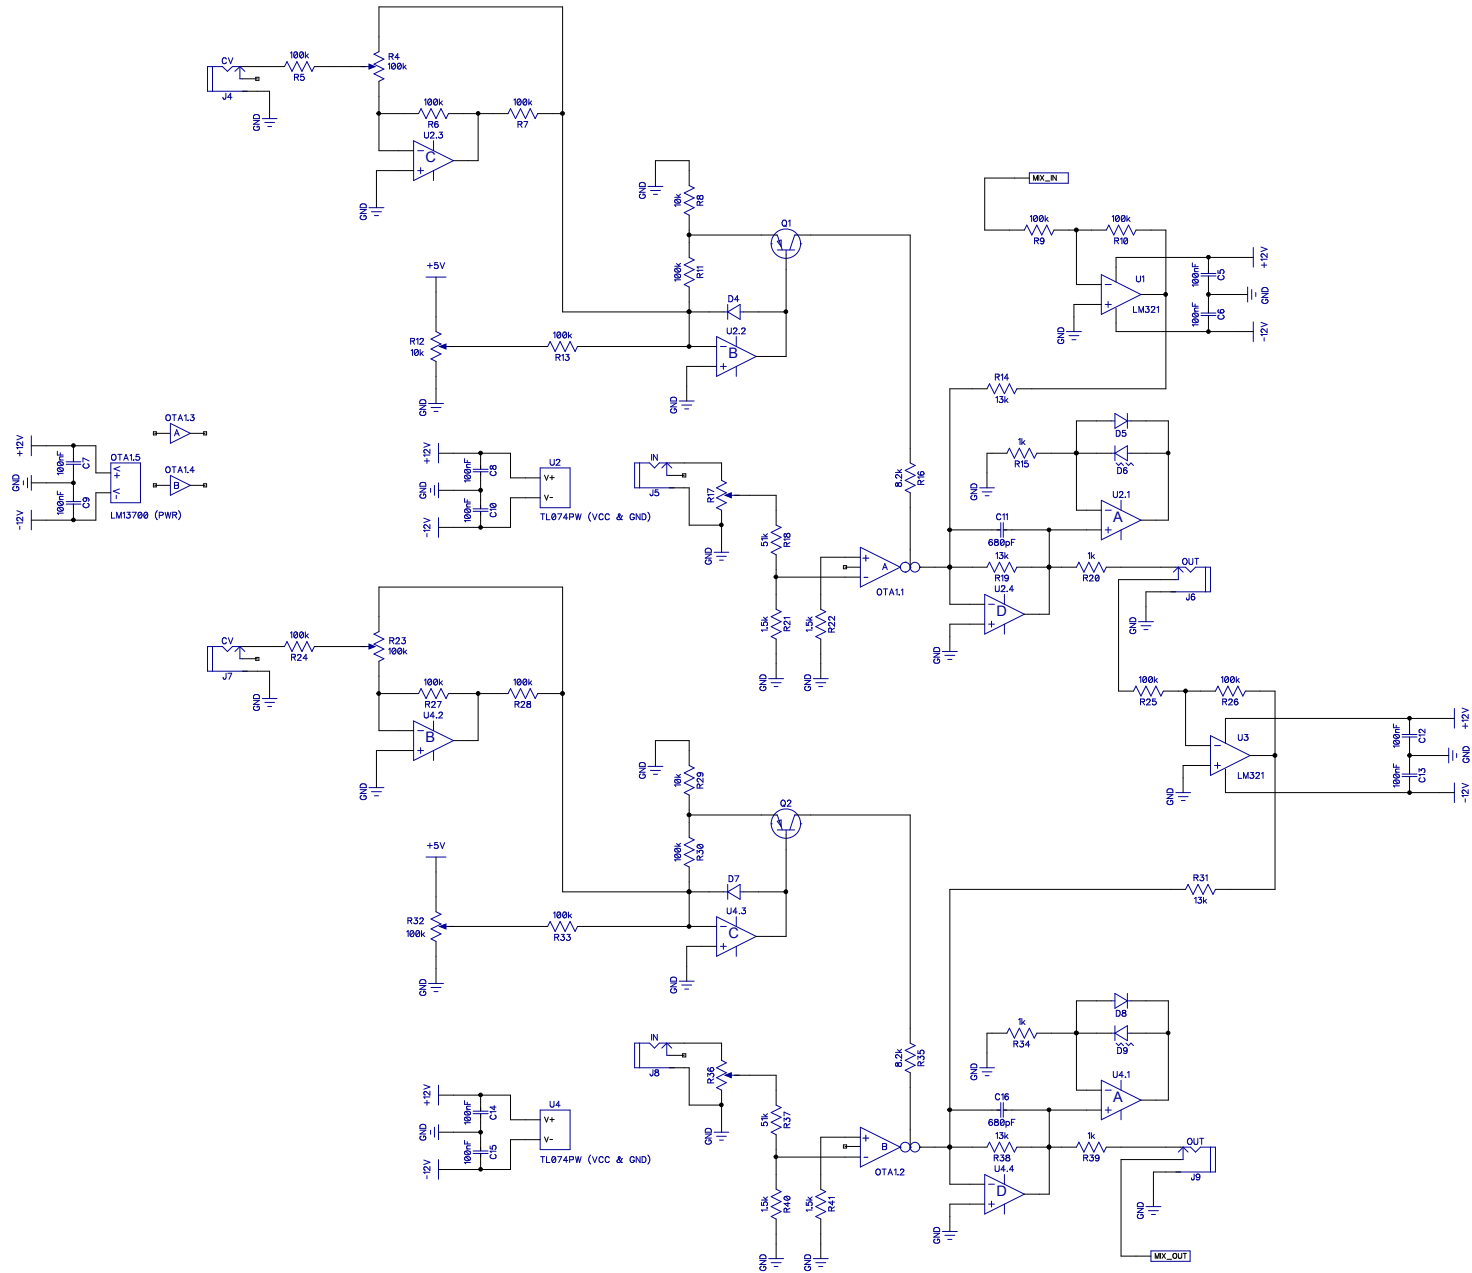 CV
J4
GND
100k
R5
R4
100k
100k
R6
U2.3
C
GND
100k
R7
GND
10k
R8
100k
R11
Q1
D4
U2.2
B
GND
+5V
R12
10k
GND
100k
R13
MIX_IN
100k
R9
100k
R10
U1
LM321
GND
100nF
C5
100nF
C6
+12V
GND
-12V
R14
13k
+12V
GND
-12V
100nF
C7
100nF
C9
OTA1.5
V+
V-
LM13700 (PWR)
OTA1.3
A
OTA1.4
B
+12V
GND
-12V
100nF
C8
100nF
C10
U2
V+
V-
TL074PW (VCC & GND)
IN
J5
R17
GND
51k
R18
1.5k
R21
GND
1.5k
R22
GND
A
OTA1.1
8.2k
R16
1k
R15
GND
D5
D6
U2.1
A
C11
680pF
13k
R19
U2.4
D
GND
1k
R20
OUT
J6
GND
CV
J7
GND
100k
R24
R23
100k
100k
R27
U4.2
B
GND
100k
R28
GND
10k
R29
100k
R30
Q2
D7
U4.3
C
GND
+5V
R32
100k
GND
100k
R33
100k
R25
100k
R26
U3
LM321
GND
100nF
C12
100nF
C13
+12V
GND
-12V
R31
13k
+12V
GND
-12V
100nF
C14
100nF
C15
U4
V+
V-
TL074PW (VCC & GND)
IN
J8
R36
GND
51k
R37
1.5k
R40
GND
1.5k
R41
GND
B
OTA1.2
8.2k
R35
1k
R34
GND
D8
D9
U4.1
A
C16
680pF
13k
R38
U4.4
D
GND
1k
R39
OUT
J9
GND
MIX_OUT